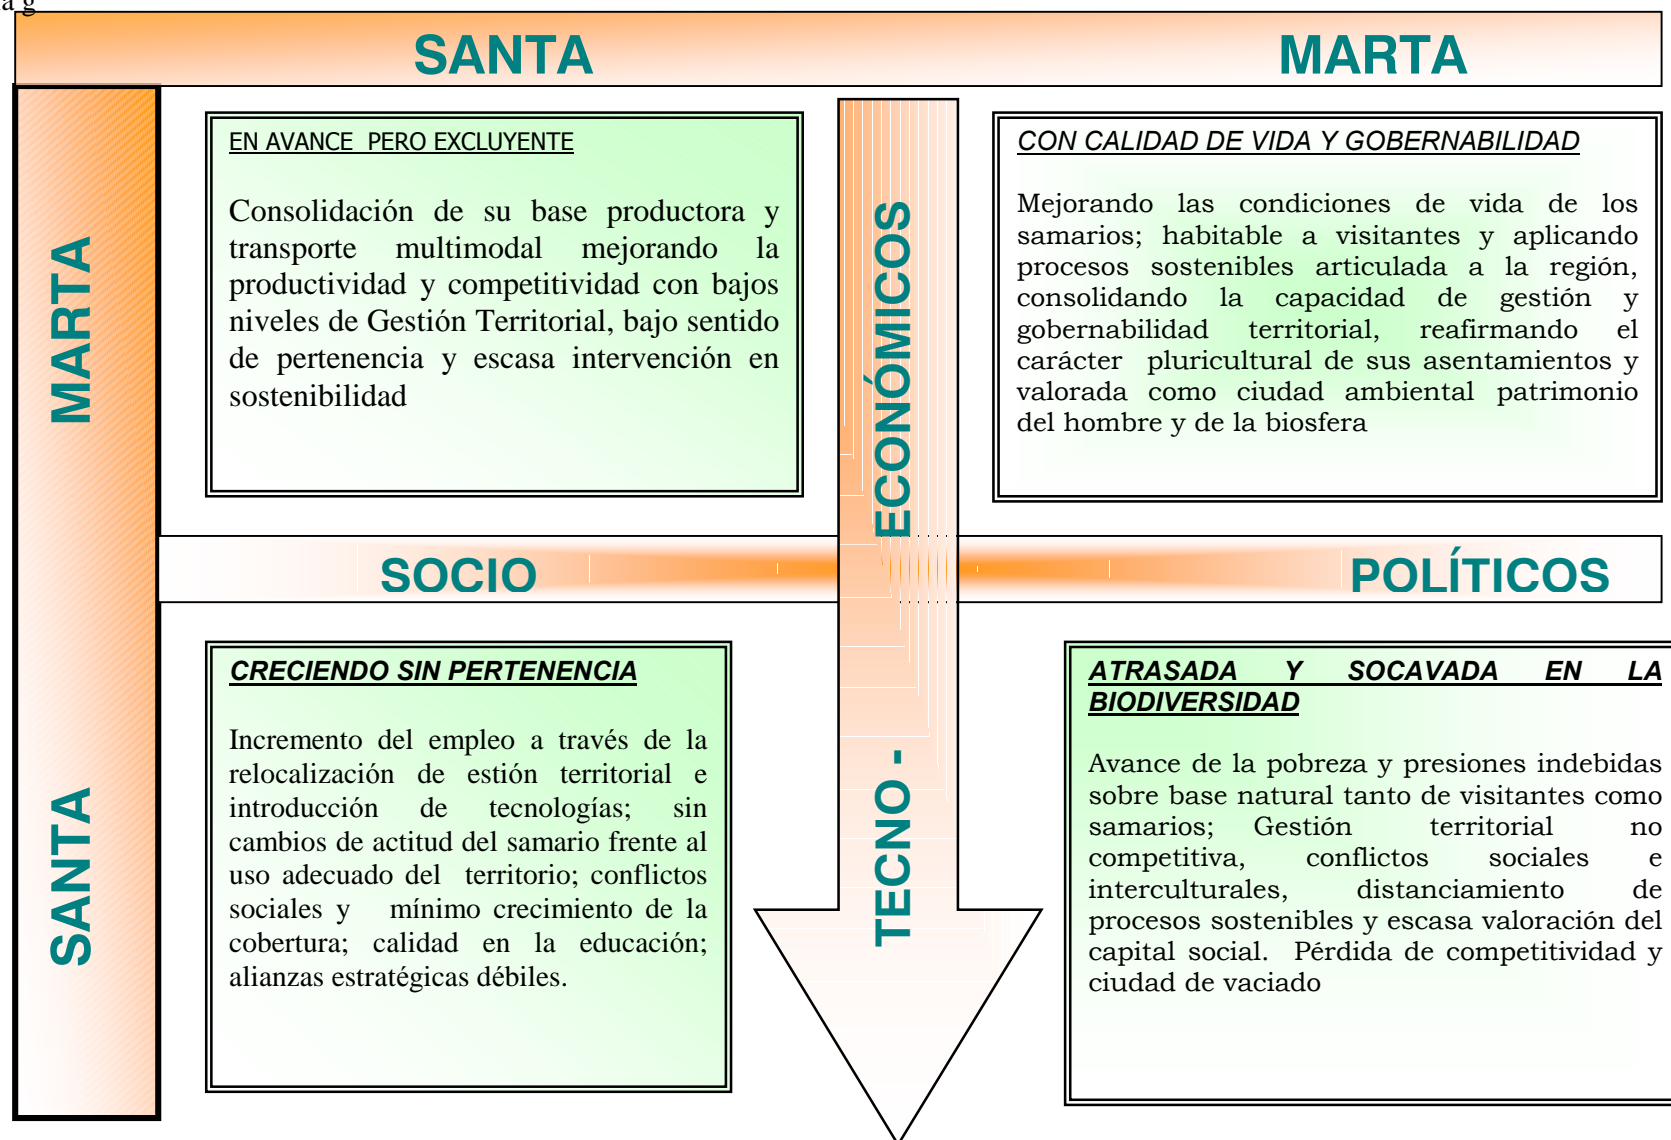 la g
SANTA MARTA
SANTA MARTA
EN AVANCE PERO EXCLUYENTE
Consolidación de su base productora y
transporte multimodal mejorando la
productividad y competitividad con bajos
niveles de Gestión Territorial, bajo sentido
de pertenencia y escasa intervención en
sostenibilidad
TECNO - ECONÓMICOS
CON CALIDAD DE VIDA Y GOBERNABILIDAD
Mejorando las condiciones de vida de los
samarios; habitable a visitantes y aplicando
procesos sostenibles articulada a la región,
consolidando la capacidad de gestión y
gobernabilidad territorial, reafirmando el
carácter pluricultural de sus asentamientos y
valorada como ciudad ambiental patrimonio
del hombre y de la biosfera
SOCIO POLÍTICOS
CRECIENDO SIN PERTENENCIA
Incremento del empleo a través de la
relocalización de estión territorial e
introducción de tecnologías; sin
cambios de actitud del samario frente al
uso adecuado del territorio; conflictos
sociales y mínimo crecimiento de la
cobertura; calidad en la educación;
alianzas estratégicas débiles.
ATRASADA Y SOCAVADA EN LA
BIODIVERSIDAD
Avance de la pobreza y presiones indebidas
sobre base natural tanto de visitantes como
samarios; Gestión territorial no
competitiva, conflictos sociales e
interculturales, distanciamiento de
procesos sostenibles y escasa valoración del
capital social. Pérdida de competitividad y
ciudad de vaciado